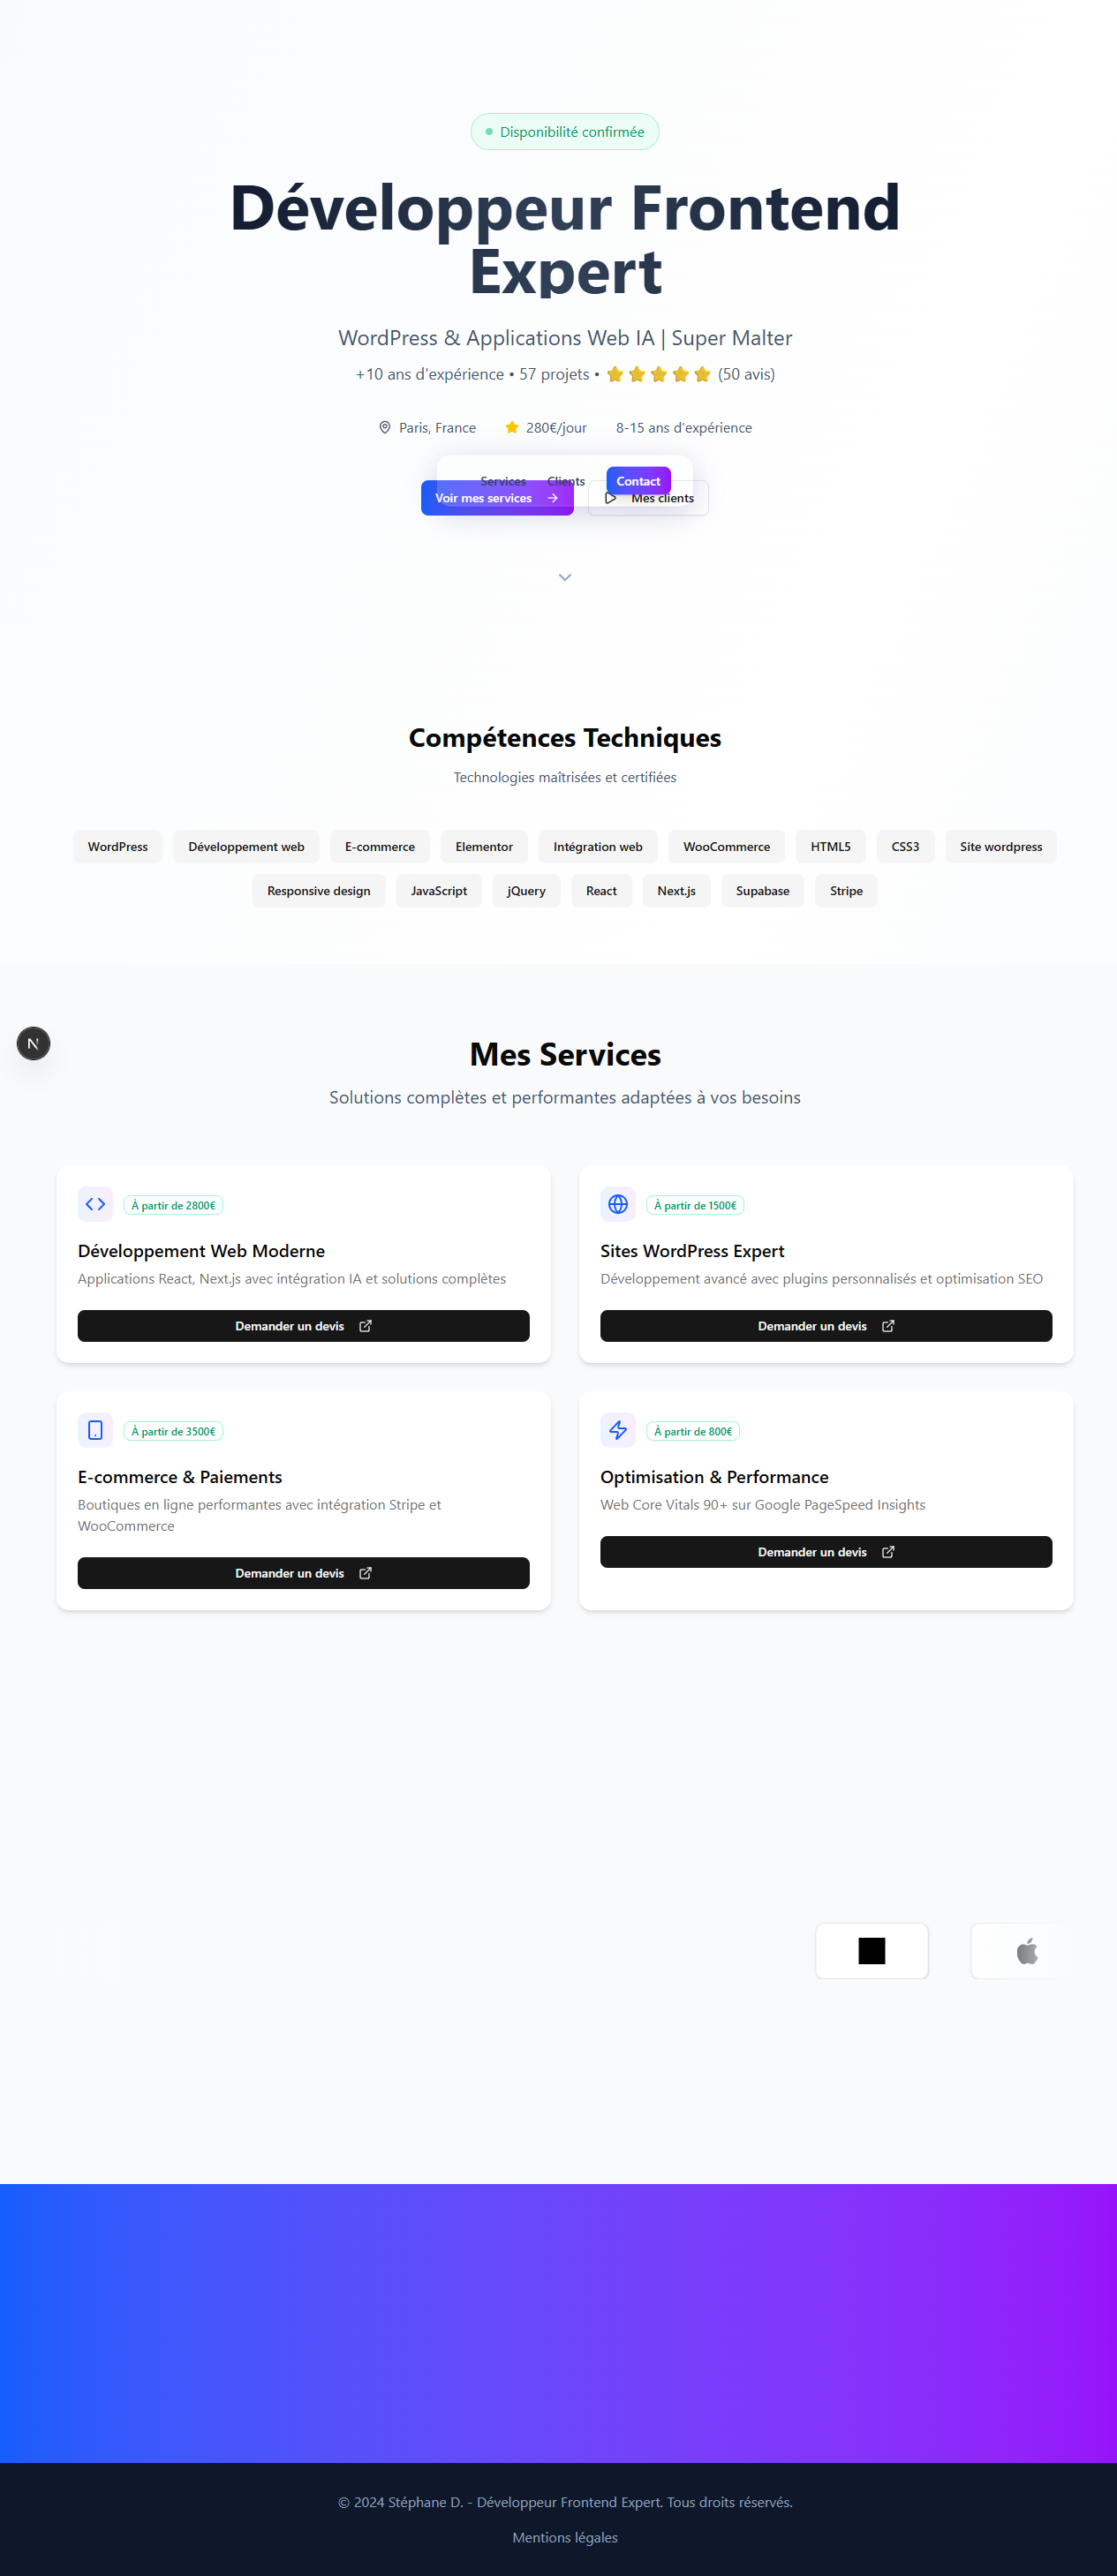 Disponibilité confirmée
Développeur Frontend
Expert
WordPress & Applications Web IA | Super Malter
+10 ans d'expérience • 57 projets • ⭐⭐⭐⭐⭐ (50 avis)
Paris, France
280€/jour
8-15 ans d'expérience
Services
Clients
Contact
Voir mes services
Mes clients
Compétences Techniques
Technologies maîtrisées et certifiées
WordPress
Développement web
E-commerce
Elementor
Intégration web
WooCommerce
HTML5
CSS3
Site wordpress
Responsive design
JavaScript
jQuery
React
Next.js
Supabase
Stripe
N
Mes Services
Solutions complètes et performantes adaptées à vos besoins
À partir de 2800€
Développement Web Moderne
Applications React, Next.js avec intégration IA et solutions complètes
Demander un devis
À partir de 1500€
Sites WordPress Expert
Développement avancé avec plugins personnalisés et optimisation SEO
Demander un devis
À partir de 3500€
E-commerce & Paiements
Boutiques en ligne performantes avec intégration Stripe et
WooCommerce
Demander un devis
À partir de 800€
Optimisation & Performance
Web Core Vitals 90+ sur Google PageSpeed Insights
Demander un devis
© 2024 Stéphane D. - Développeur Frontend Expert. Tous droits réservés.
Mentions légales